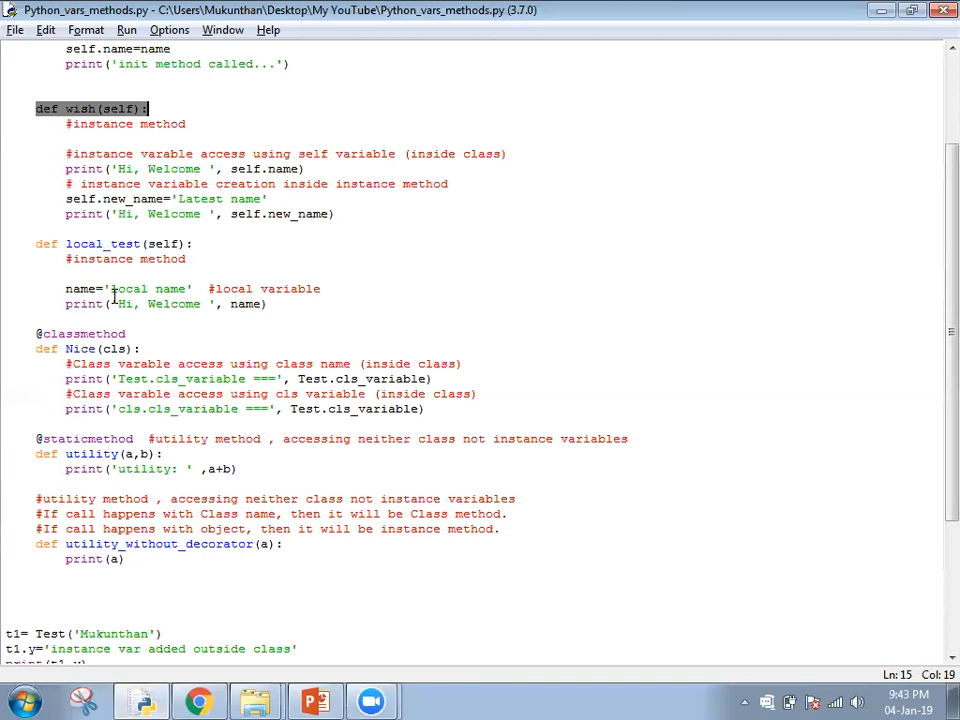 Python_vars_methods.py - C:\Users\Mukunthan\Desktop\My YouTube\Python_vars_methods.py (3.7.0)
File Edit Format Run Options Window Help
self.name=name
print('init method called...')
def wish(self):
#instance method
#instance varable access using self variable (inside class)
print('Hi, Welcome ', self.name)
# instance variable creation inside instance method
self.new_name='Latest name'
print('Hi, Welcome ', self.new_name)
def local_test(self):
#instance method
name='local name'  #local variable
print('Hi, Welcome ', name)
@classmethod
def Nice(cls):
#Class varable access using class name (inside class)
print('Test.cls_variable ===', Test.cls_variable)
#Class varable access using cls variable (inside class)
print('cls.cls_variable ===', Test.cls_variable)
@staticmethod  #utility method , accessing neither class not instance variables
def utility(a,b):
print('utility: ' ,a+b)
#utility method , accessing neither class not instance variables
#If call happens with Class name, then it will be Class method.
#If call happens with object, then it will be instance method.
def utility_without_decorator(a):
print(a)
t1= Test('Mukunthan')
t1.y='instance var added outside class'
print(t1.y)
Ln: 15 Col: 19
9:43 PM
04-Jan-19